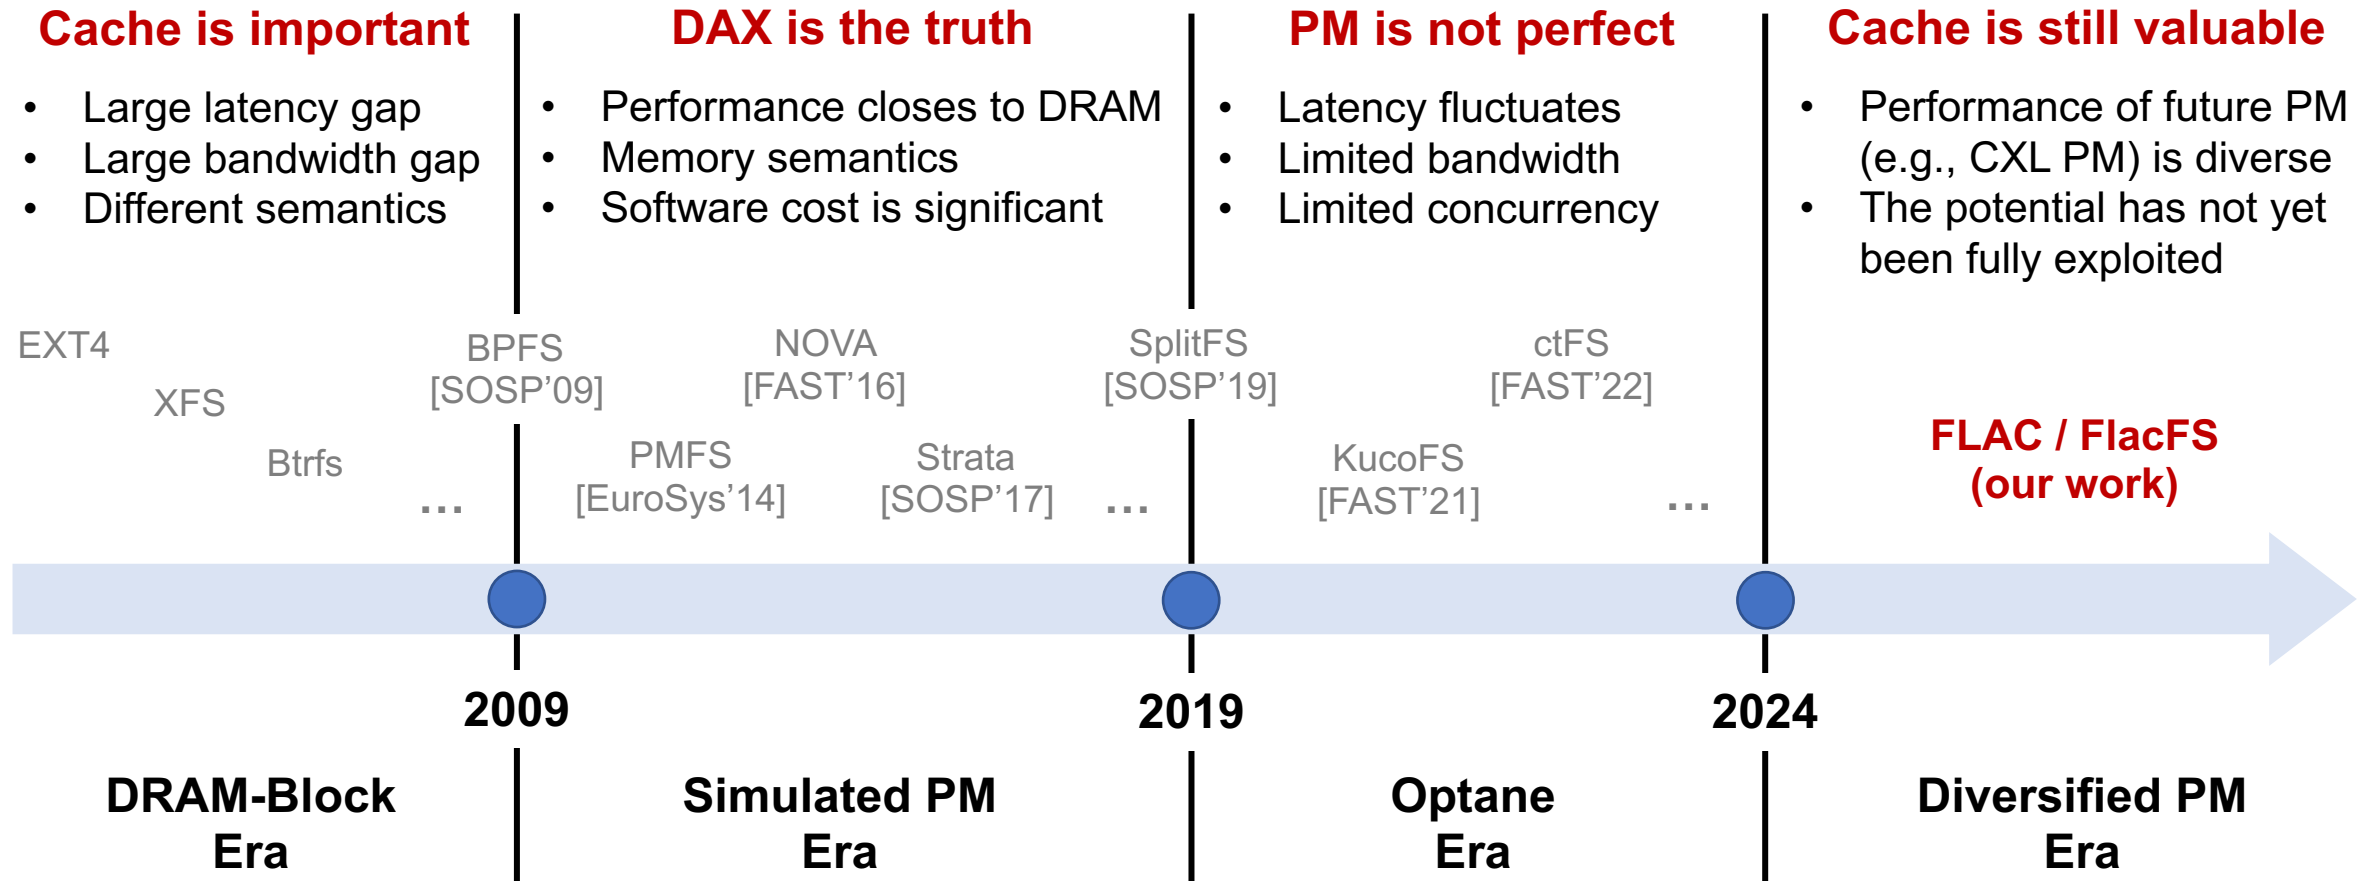 Cache is important
• Large latency gap
• Large bandwidth gap
• Different semantics
DAX is the truth
• Performance closes to DRAM
• Memory semantics
• Software cost is significant
PM is not perfect
• Latency fluctuates
• Limited bandwidth
• Limited concurrency
Cache is still valuable
• Performance of future PM
(e.g., CXL PM) is diverse
• The potential has not yet
been fully exploited
EXT4
XFS
Btrfs
...
BPFS
[SOSP’09]
PMFS
[EuroSys’14]
NOVA
[FAST’16]
Strata
[SOSP’17]
...
SplitFS
[SOSP’19]
KucoFS
[FAST’21]
ctFS
[FAST’22]
...
FLAC / FlacFS
(our work)
2009
2019
2024
DRAM-Block
Era
Simulated PM
Era
Optane
Era
Diversified PM
Era